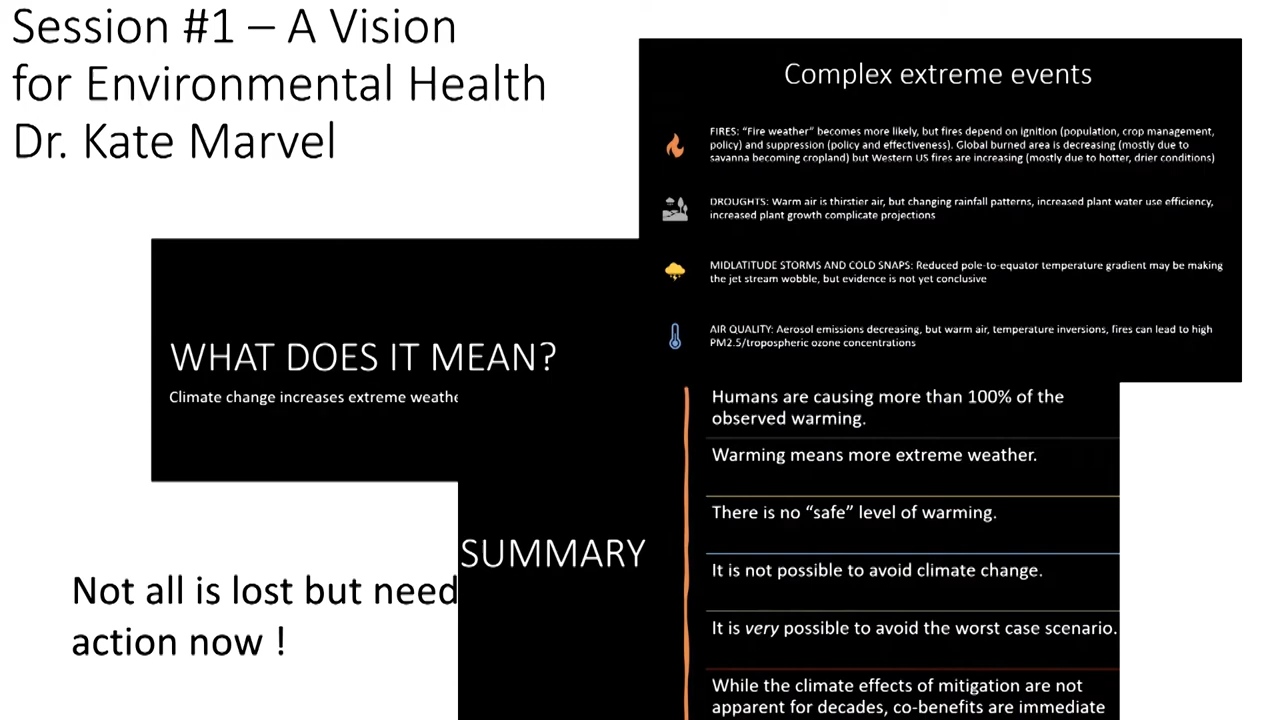 Session #1 – A Vision
for Environmental Health
Dr. Kate Marvel
Complex extreme events
FIRES: “Fire weather” becomes more likely, but fires depend on ignition (population, crop management,
policy) and suppression (policy and effectiveness). Global burned area is decreasing (mostly due to
savanna becoming cropland) but Western US fires are increasing (mostly due to hotter, drier conditions)
DROUGHTS: Warm air is thirstier air, but changing rainfall patterns, increased plant water use efficiency,
increased plant growth complicate projections
MIDLATITUDE STORMS AND COLD SNAPS: Reduced pole-to-equator temperature gradient may be making
the jet stream wobble, but evidence is not yet conclusive
AIR QUALITY: Aerosol emissions decreasing, but warm air, temperature inversions, fires can lead to high
PM2.5/tropospheric ozone concentrations
WHAT DOES IT MEAN?
Climate change increases extreme
SUMMARY
Humans are causing more than 100% of the
observed warming.
Warming means more extreme weather.
There is no “safe” level of warming.
It is not possible to avoid climate change.
It is very possible to avoid the worst case scenario.
While the climate effects of mitigation are not
apparent for decades, co-benefits are immediate
Not all is lost but need
action now !